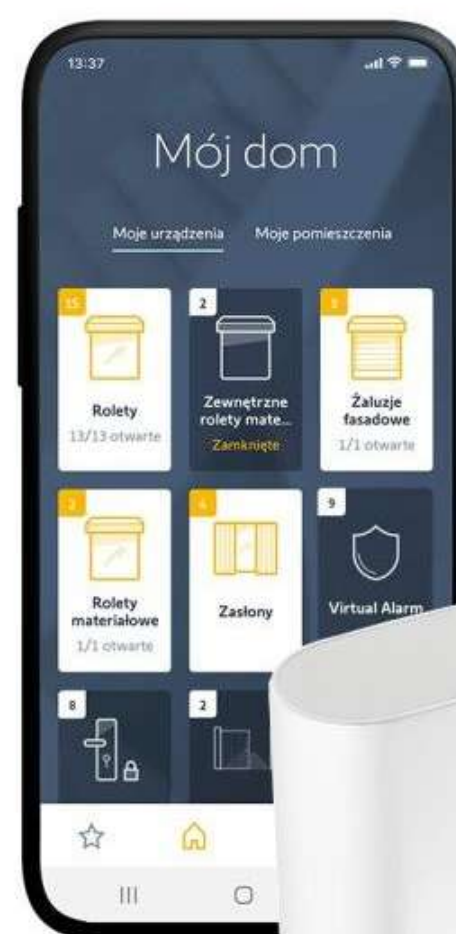 13:37
Mój dom
Moje urządzenia Moje pomieszczenia
15 2 3
Rolety
13/13 otwarte
Zewnętrzne
rolety mate...
Zamknięte
Żaluzje
fasadowe
1/1 otwarte
2 4 9
Rolety
materiałowe
1/1 otwarte
Zasłony
Virtual Alarm
8 2